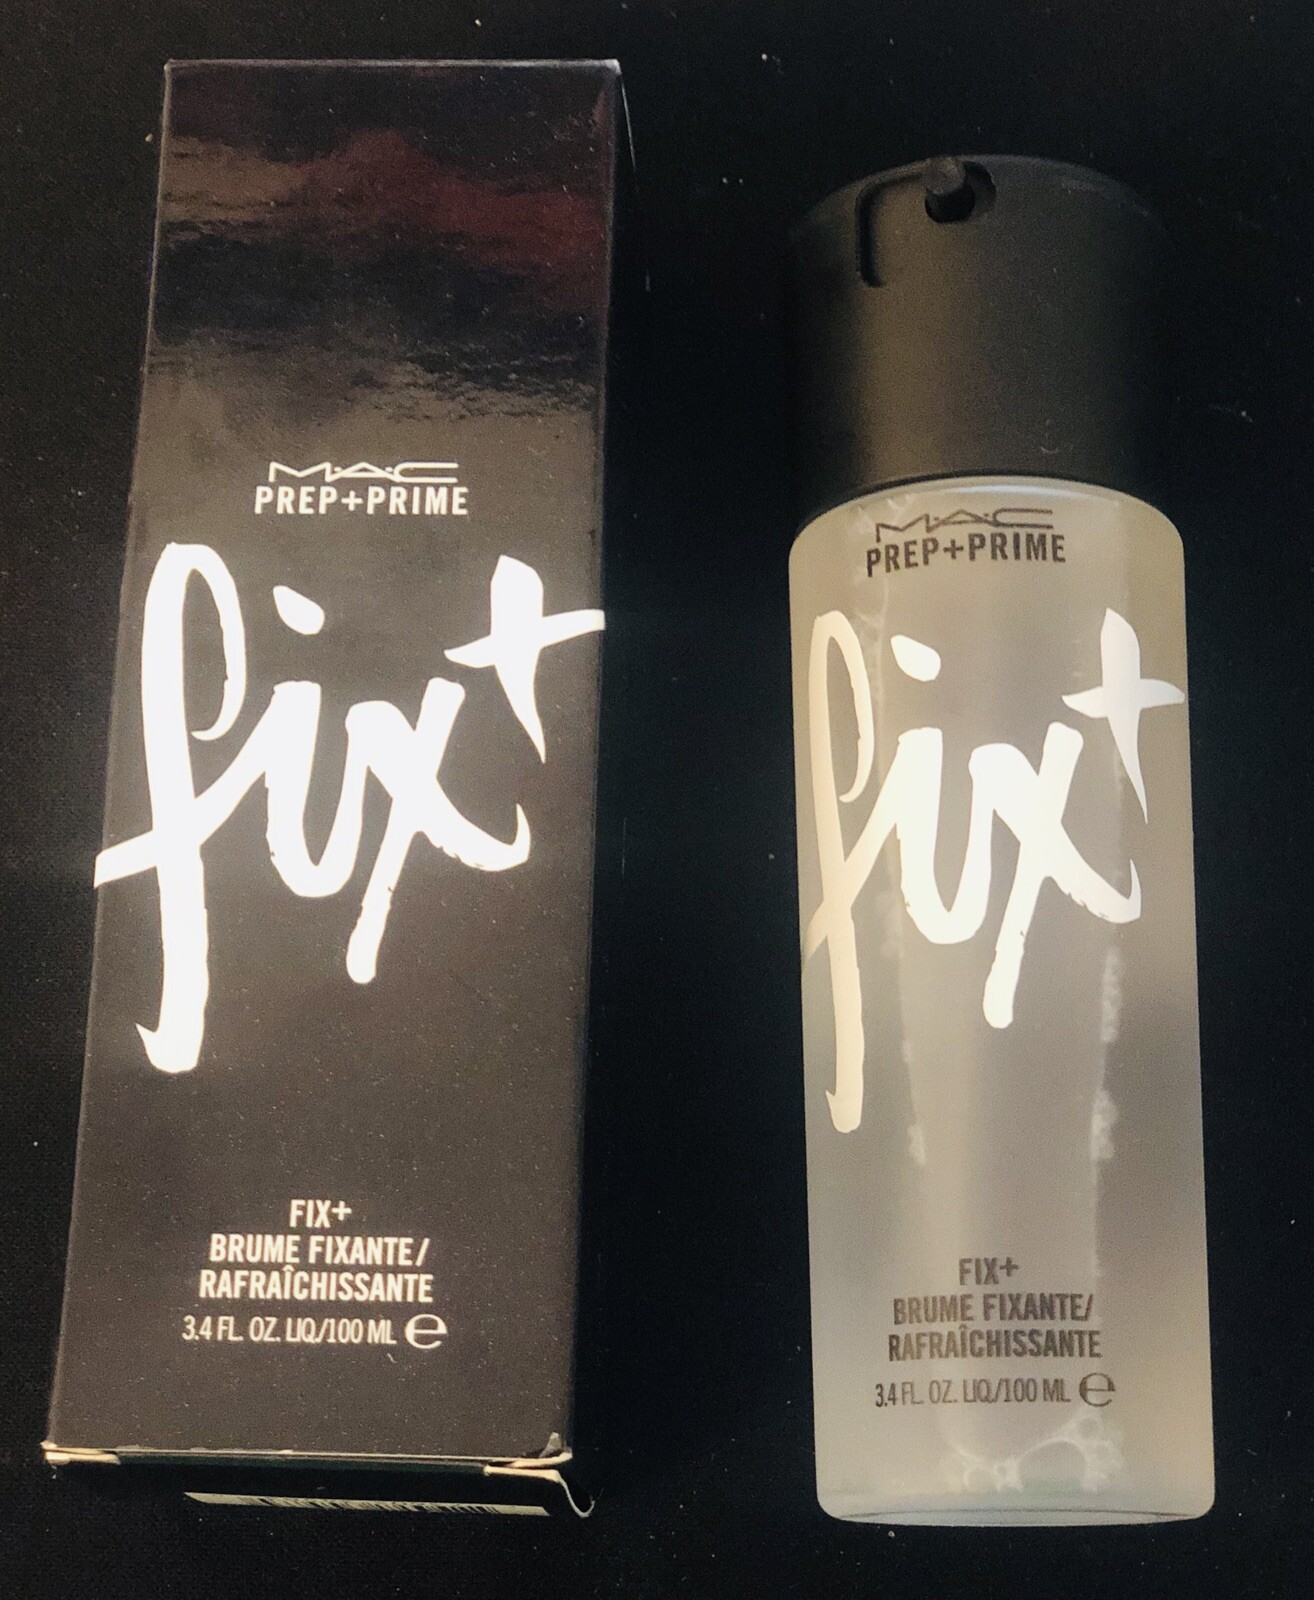 M·A·C
PREP+PRIME
fix+
FIX+
BRUME FIXANTE/
RAFRAÎCHISSANTE
3.4 FL. OZ. LIQ./100 ML ℮
M·A·C
PREP+PRIME
fix+
FIX+
BRUME FIXANTE/
RAFRAÎCHISSANTE
3.4 FL. OZ. LIQ./100 ML ℮